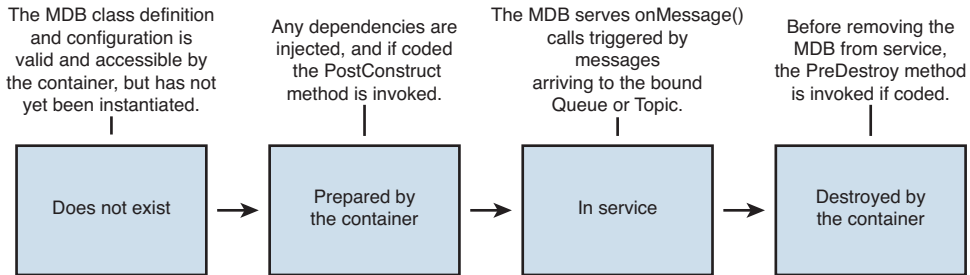 The MDB class definition
and configuration is
valid and accessible by
the container, but has not
yet been instantiated.
Any dependencies are
injected, and if coded
the PostConstruct
method is invoked.
The MDB serves onMessage()
calls triggered by
messages
arriving to the bound
Queue or Topic.
Before removing the
MDB from service,
the PreDestroy method
is invoked if coded.
Does not exist
Prepared by
the container
In service
Destroyed by
the container